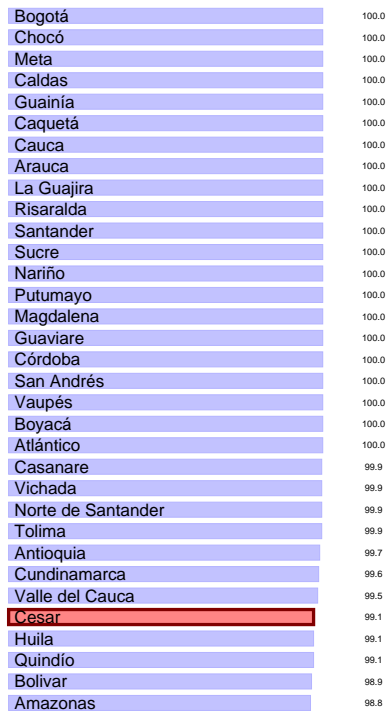 Bogotá 100.0
Chocó 100.0
Meta 100.0
Caldas 100.0
Guainía 100.0
Caquetá 100.0
Cauca 100.0
Arauca 100.0
La Guajira 100.0
Risaralda 100.0
Santander 100.0
Sucre 100.0
Nariño 100.0
Putumayo 100.0
Magdalena 100.0
Guaviare 100.0
Córdoba 100.0
San Andrés 100.0
Vaupés 100.0
Boyacá 100.0
Atlántico 100.0
Casanare 99.9
Vichada 99.9
Norte de Santander 99.9
Tolima 99.9
Antioquia 99.7
Cundinamarca 99.6
Valle del Cauca 99.5
Cesar 99.1
Huila 99.1
Quindío 99.1
Bolivar 98.9
Amazonas 98.8